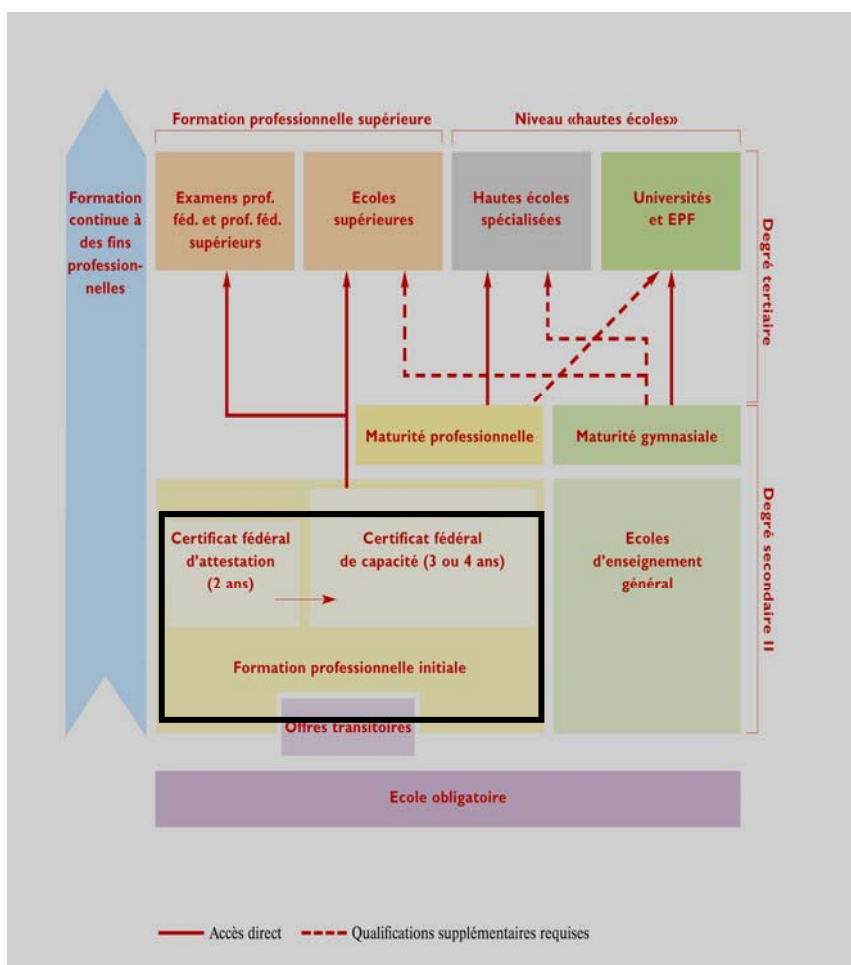 Formation professionnelle supérieure
Niveau «hautes écoles»
Formation
continue à
des fins
profession-
nelles
Examens prof.
féd. et prof. féd.
supérieurs
Ecoles
supérieures
Hautes écoles
spécialisées
Universités
et EPF
Degré tertiaire
Maturité professionnelle
Maturité gymnasiale
Certificat fédéral
d'attestation
(2 ans)
Certificat fédéral
de capacité (3 ou 4 ans)
Ecoles
d'enseignement
général
Degré secondaire II
Formation professionnelle initiale
Offres transitoires
Ecole obligatoire
Accès direct
Qualifications supplémentaires requises